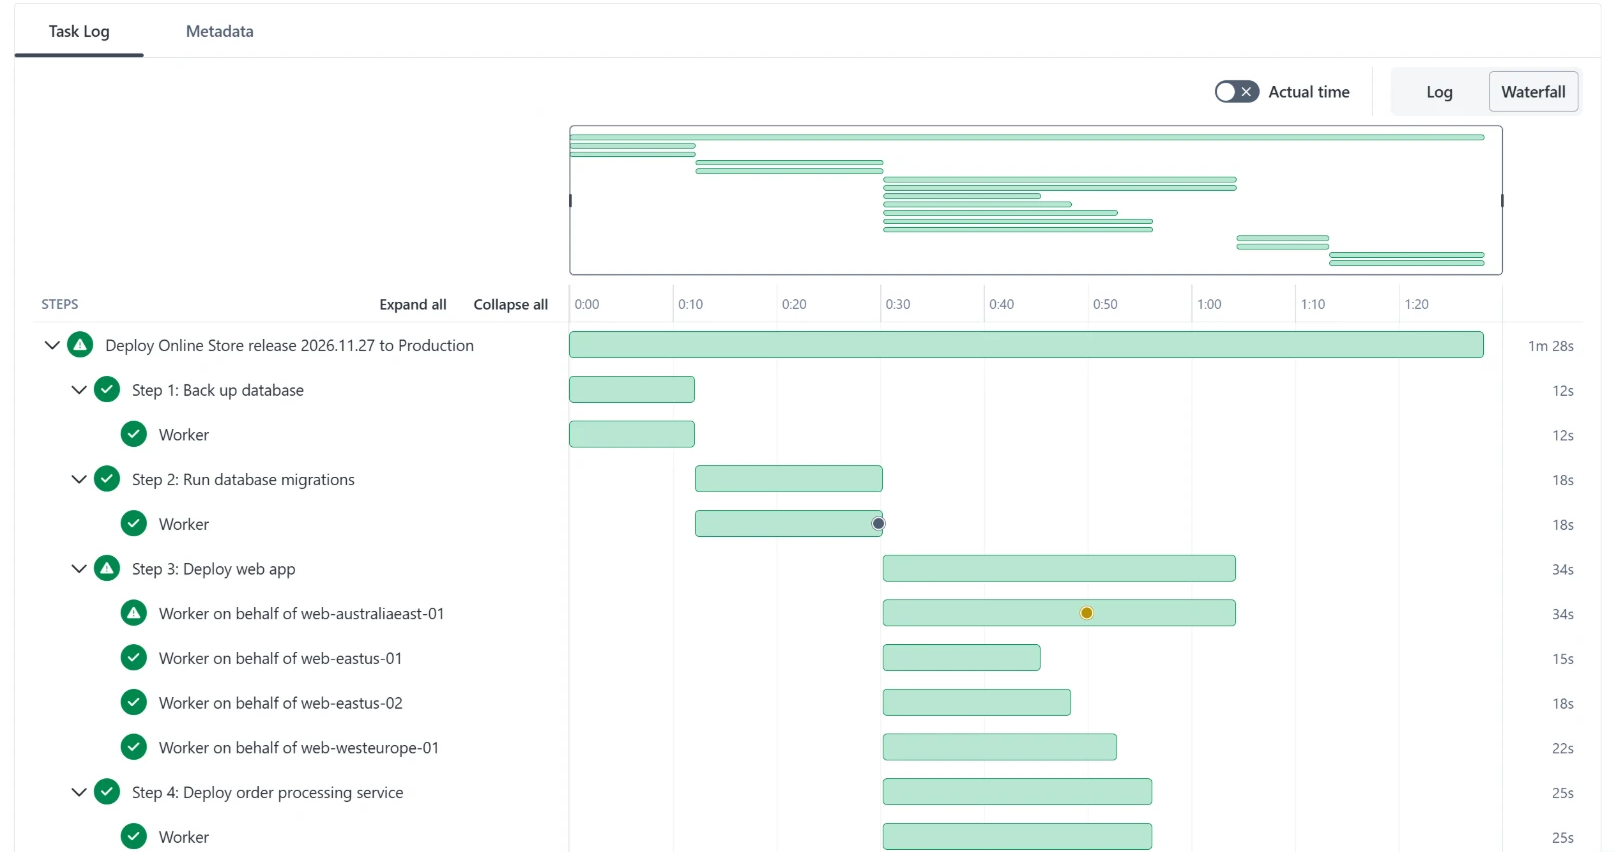 Task Log Metadata
Actual time Log Waterfall
STEPS Expand all Collapse all 0:00 0:10 0:20 0:30 0:40 0:50 1:00 1:10 1:20
Deploy Online Store release 2026.11.27 to Production 1m 28s
Step 1: Back up database 12s
Worker 12s
Step 2: Run database migrations 18s
Worker 18s
Step 3: Deploy web app 34s
Worker on behalf of web-australiaeast-01 34s
Worker on behalf of web-eastus-01 15s
Worker on behalf of web-eastus-02 18s
Worker on behalf of web-westeurope-01 22s
Step 4: Deploy order processing service 25s
Worker 25s